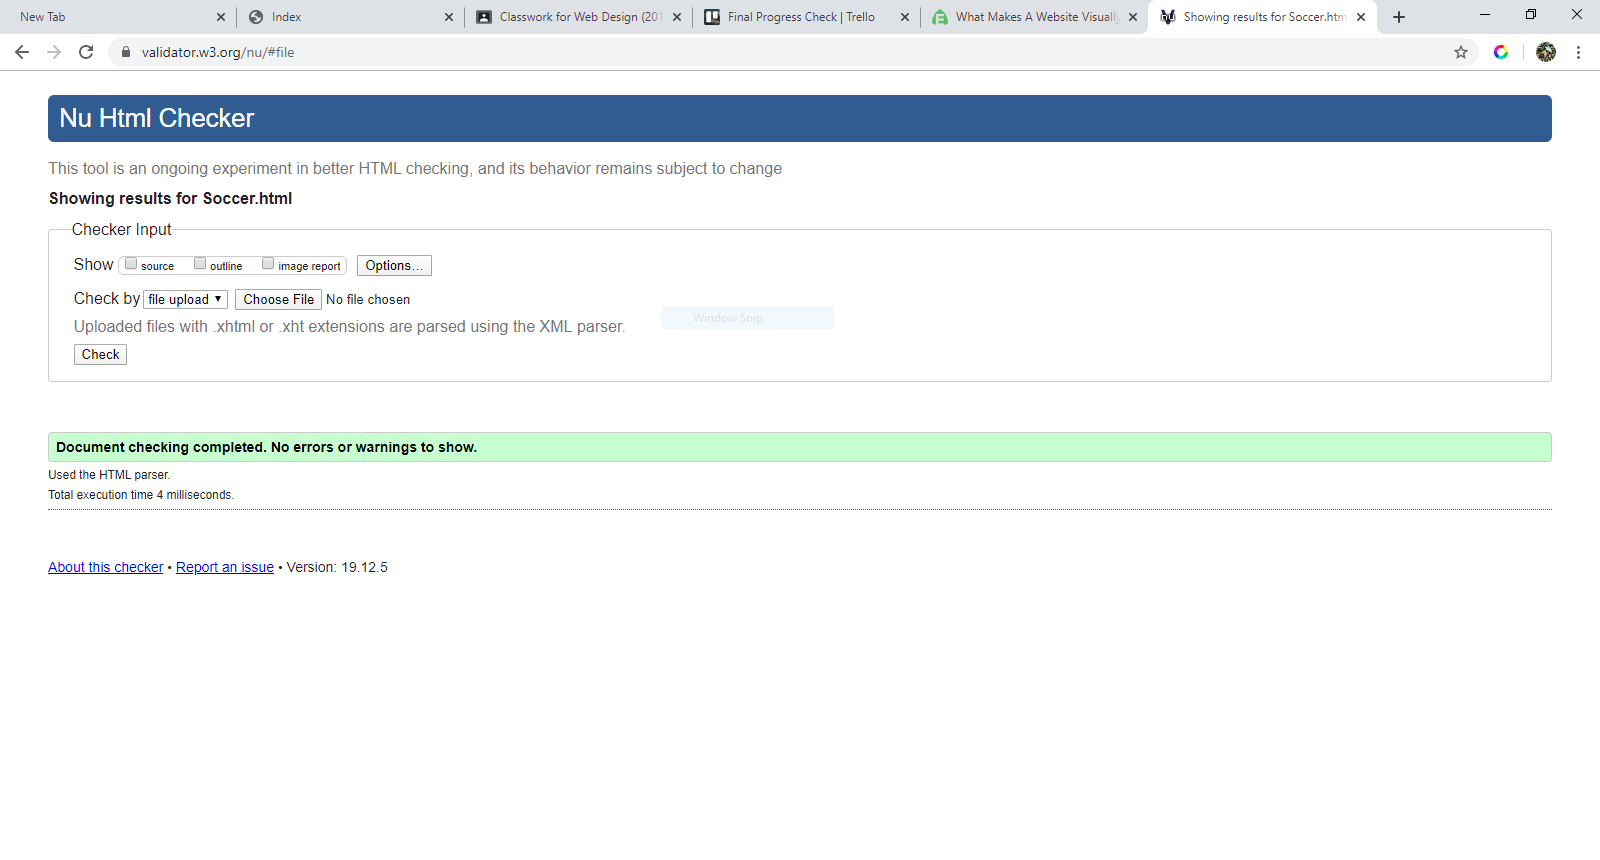 New Tab
Index
Classwork for Web Design (201
Final Progress Check | Trello
What Makes A Website Visually
Showing results for Soccer.htm
validator.w3.org/nu/#file
Nu Html Checker
This tool is an ongoing experiment in better HTML checking, and its behavior remains subject to change
Showing results for Soccer.html
Checker Input
Show source outline image report Options...
Check by file upload Choose File No file chosen
Window Snip
Uploaded files with .xhtml or .xht extensions are parsed using the XML parser.
Check
Document checking completed. No errors or warnings to show.
Used the HTML parser.
Total execution time 4 milliseconds.
About this checker • Report an issue • Version: 19.12.5